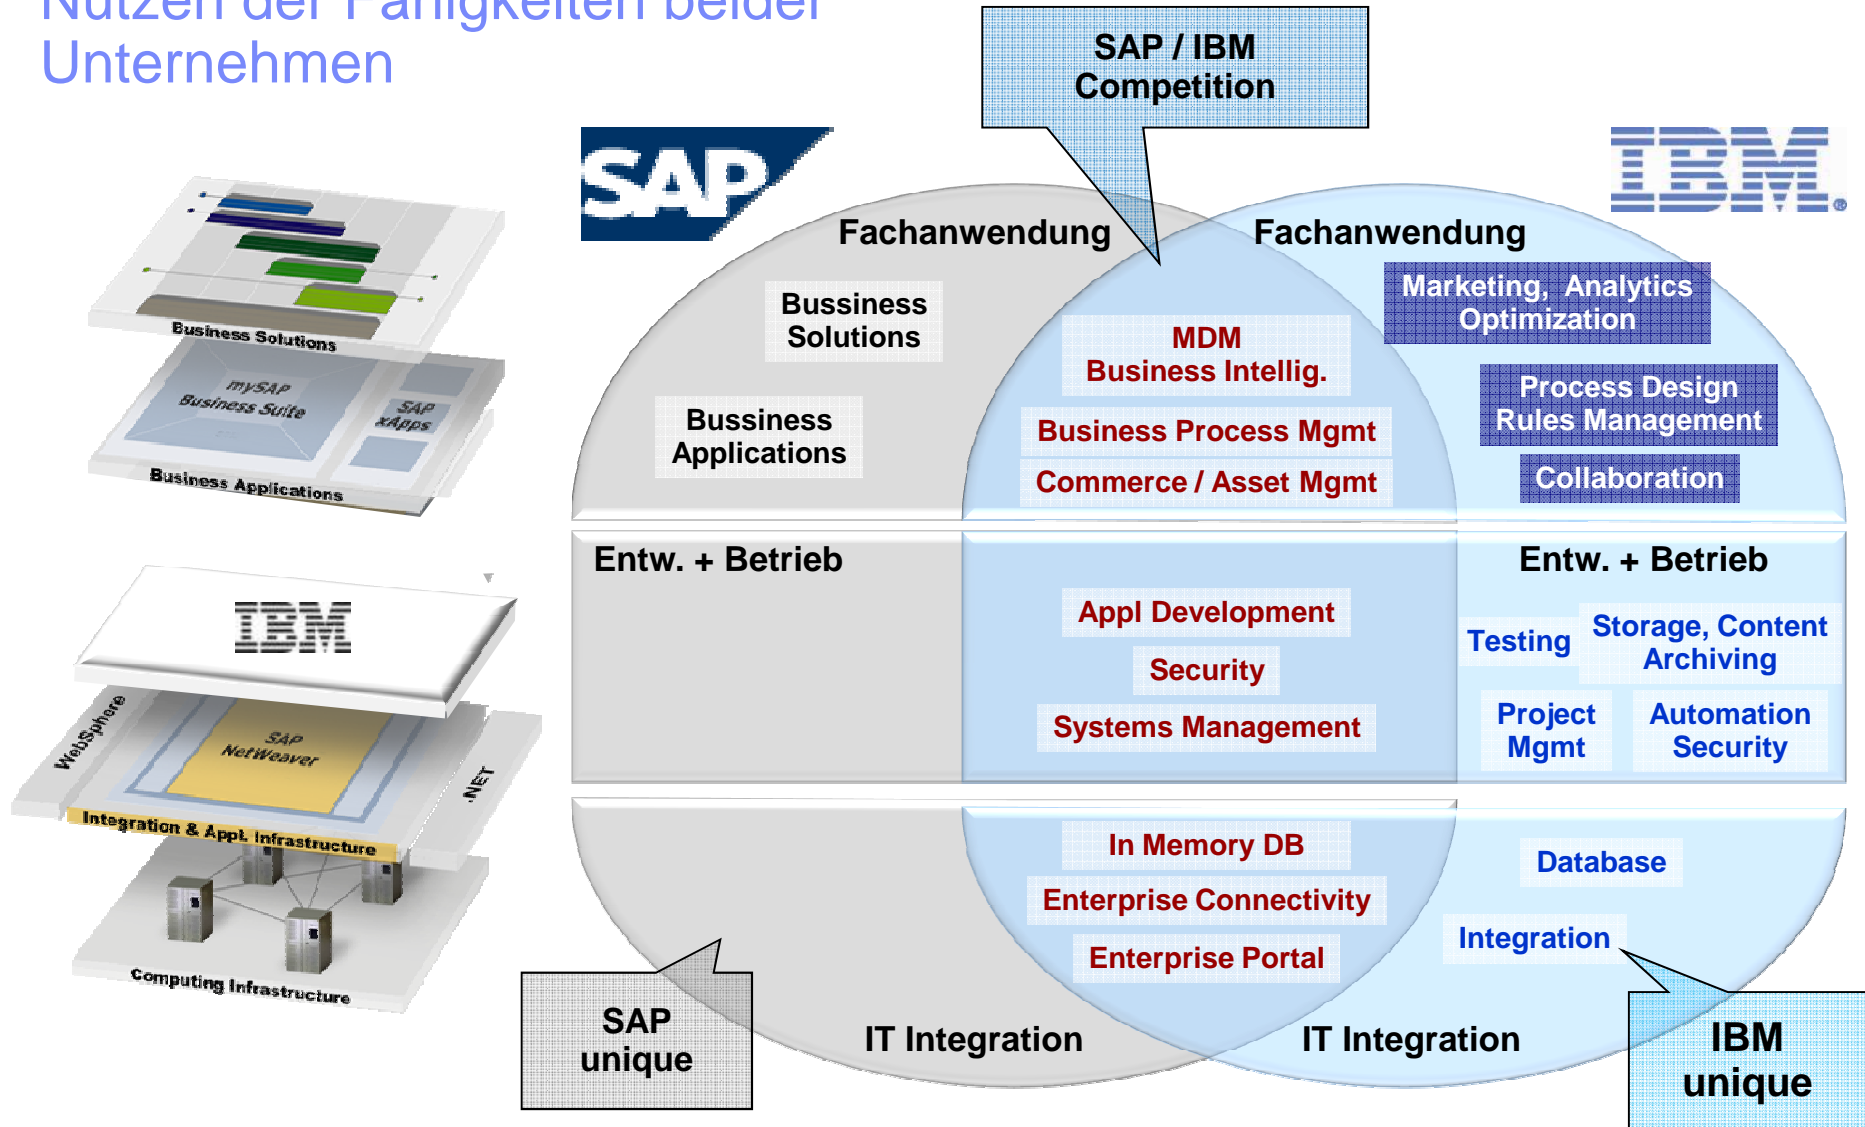 Nutzen der Fähigkeiten beider
Unternehmen
SAP / IBM
Competition
SAP
IBM
Fachanwendung
Fachanwendung
Bussiness
Solutions
Bussiness
Applications
MDM
Business Intellig.
Business Process Mgmt
Commerce / Asset Mgmt
Marketing, Analytics
Optimization
Process Design
Rules Management
Collaboration
Entw. + Betrieb
Entw. + Betrieb
Appl Development
Security
Systems Management
Testing
Storage, Content
Archiving
Project
Mgmt
Automation
Security
In Memory DB
Enterprise Connectivity
Enterprise Portal
Database
Integration
IT Integration
IT Integration
SAP
unique
IBM
unique
Business Solutions
mySAP
Business Suite
SAP
xApps
Business Applications
IBM
WebSphere
SAP
NetWeaver
.NET
Integration & Appl. Infrastructure
Computing Infrastructure